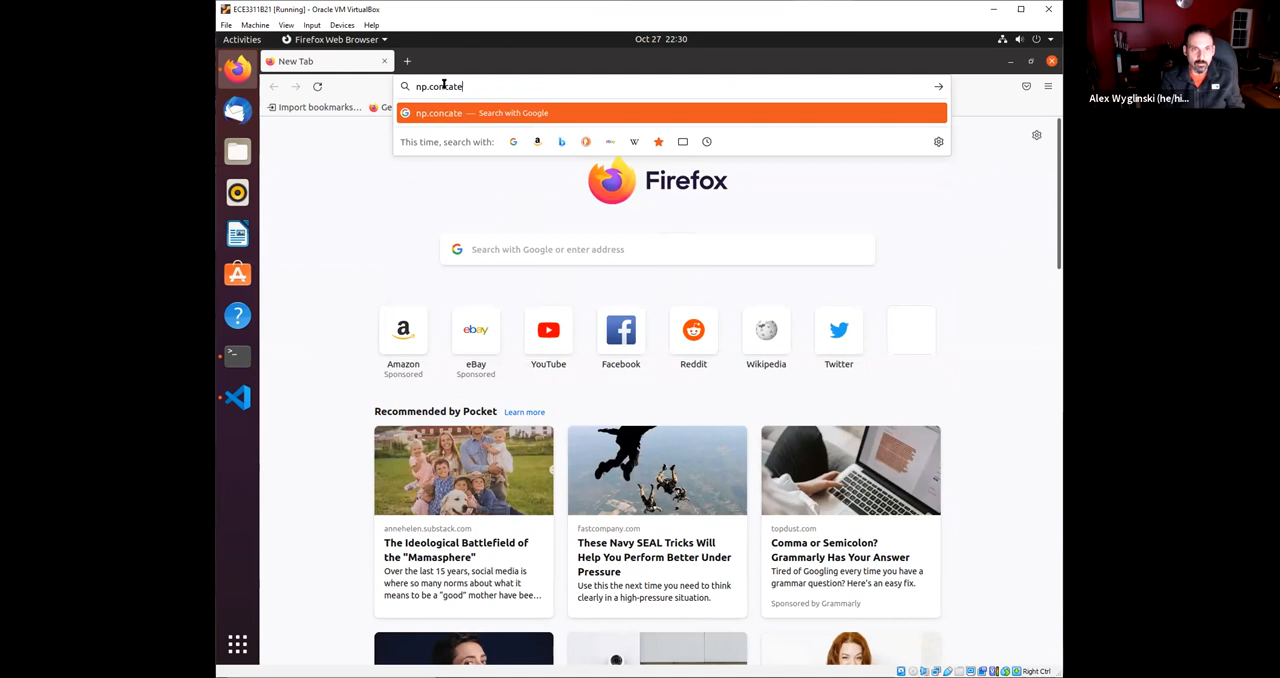 ECE3311B21 [Running] - Oracle VM VirtualBox
File Machine View Input Devices Help
Activities Firefox Web Browser Oct 27 22:30
New Tab
np.concate
Import bookmarks... Ge
np.concate — Search with Google
This time, search with:
Firefox
Search with Google or enter address
Amazon eBay YouTube Facebook Reddit Wikipedia Twitter
Sponsored Sponsored
Recommended by Pocket Learn more
annehelen.substack.com
The Ideological Battlefield of
the "Mamasphere"
Over the last 15 years, social media is
where so many norms about what it
means to be a "good" mother have bee...
fastcompany.com
These Navy SEAL Tricks Will
Help You Perform Better Under
Pressure
Use this the next time you need to think
clearly in a high-pressure situation.
topdust.com
Comma or Semicolon?
Grammarly Has Your Answer
Tired of Googling every time you have a
grammar question? Here's an easy fix.
Sponsored by Grammarly
Right Ctrl
Alex Wyglinski (he/hi...